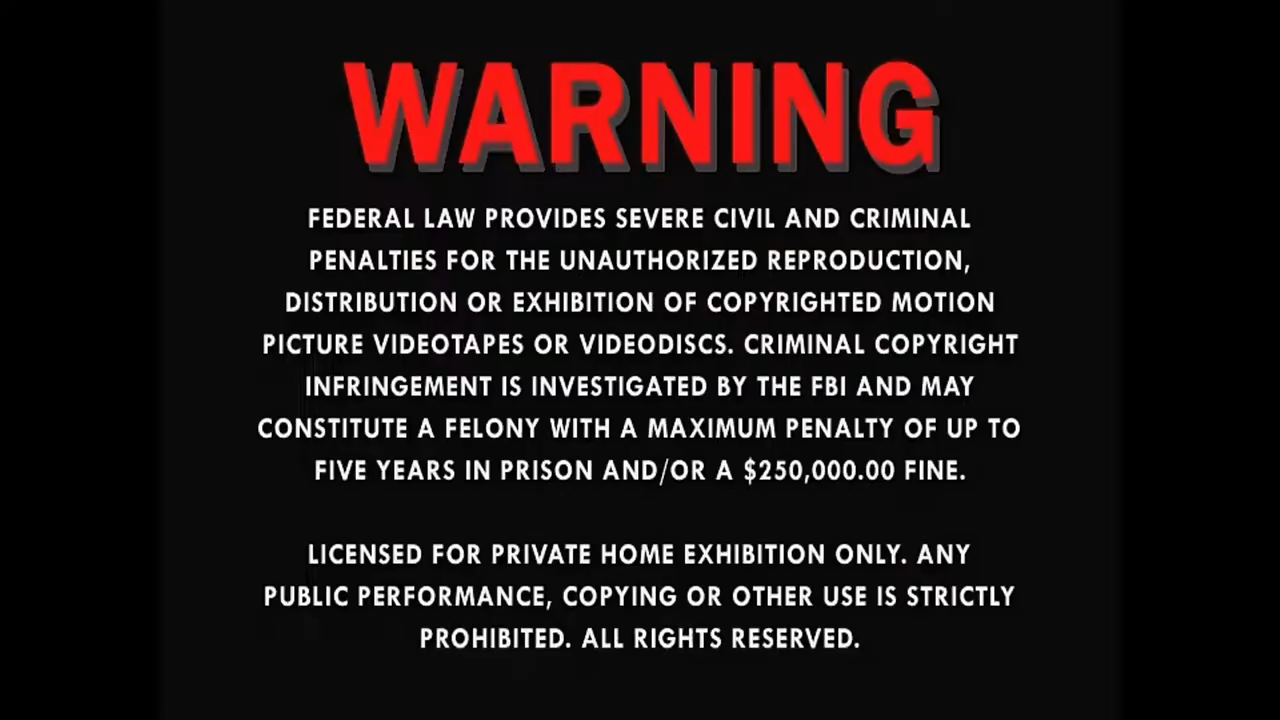 WARNING
FEDERAL LAW PROVIDES SEVERE CIVIL AND CRIMINAL
PENALTIES FOR THE UNAUTHORIZED REPRODUCTION,
DISTRIBUTION OR EXHIBITION OF COPYRIGHTED MOTION
PICTURE VIDEOTAPES OR VIDEODISCS. CRIMINAL COPYRIGHT
INFRINGEMENT IS INVESTIGATED BY THE FBI AND MAY
CONSTITUTE A FELONY WITH A MAXIMUM PENALTY OF UP TO
FIVE YEARS IN PRISON AND/OR A $250,000.00 FINE.
LICENSED FOR PRIVATE HOME EXHIBITION ONLY. ANY
PUBLIC PERFORMANCE, COPYING OR OTHER USE IS STRICTLY
PROHIBITED. ALL RIGHTS RESERVED.